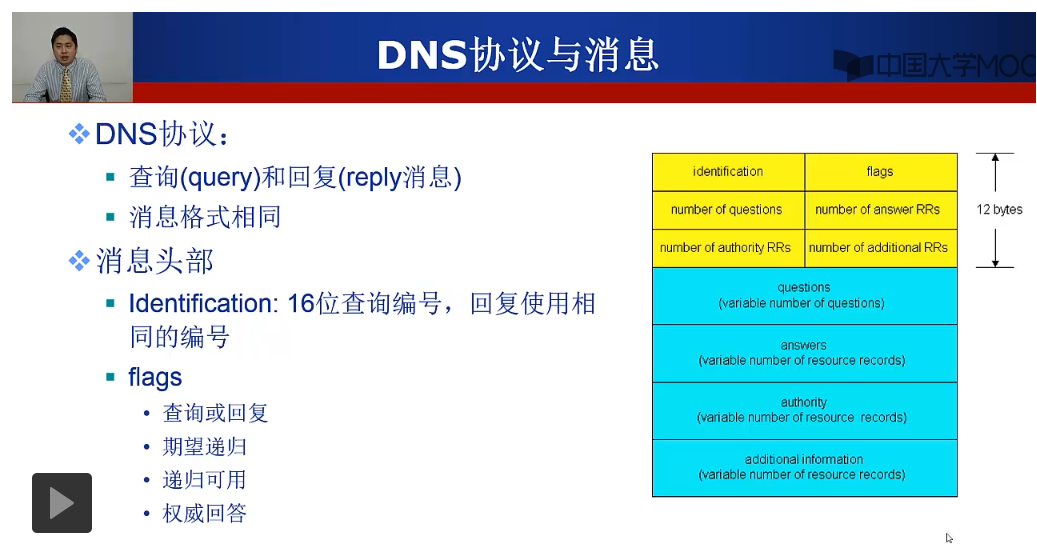 DNS协议与消息
中国大学MOO
DNS协议：
查询(query)和回复(reply消息)
消息格式相同
消息头部
Identification: 16位查询编号，回复使用相
同的编号
flags
查询或回复
期望递归
递归可用
权威回答
identification
flags
number of questions
number of answer RRs
number of authority RRs
number of additional RRs
12 bytes
questions
(variable number of questions)
answers
(variable number of resource records)
authority
(variable number of resource records)
additional information
(variable number of resource records)